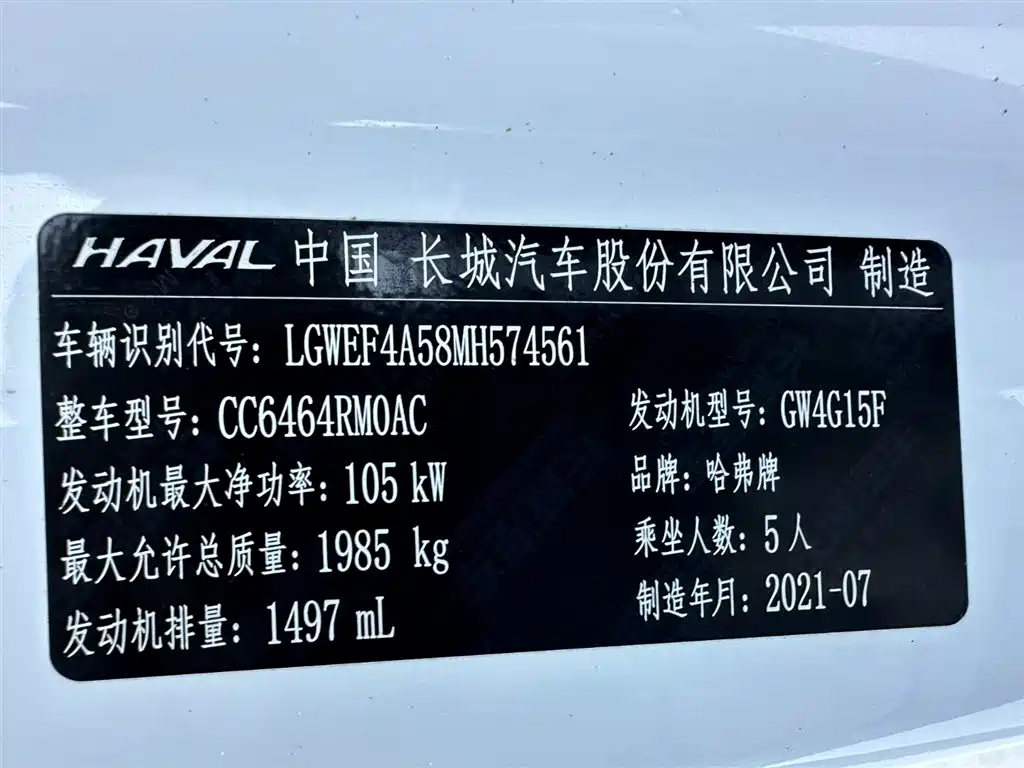 HAVAL 中国 长城汽车股份有限公司 制造
车辆识别代号: LGWEF4A58MH574561
整车型号: CC6464RM0AC 发动机型号: GW4G15F
发动机最大净功率: 105 kW 品牌: 哈弗牌
最大允许总质量: 1985 kg 乘坐人数: 5 人
发动机排量: 1497 mL 制造年月: 2021-07